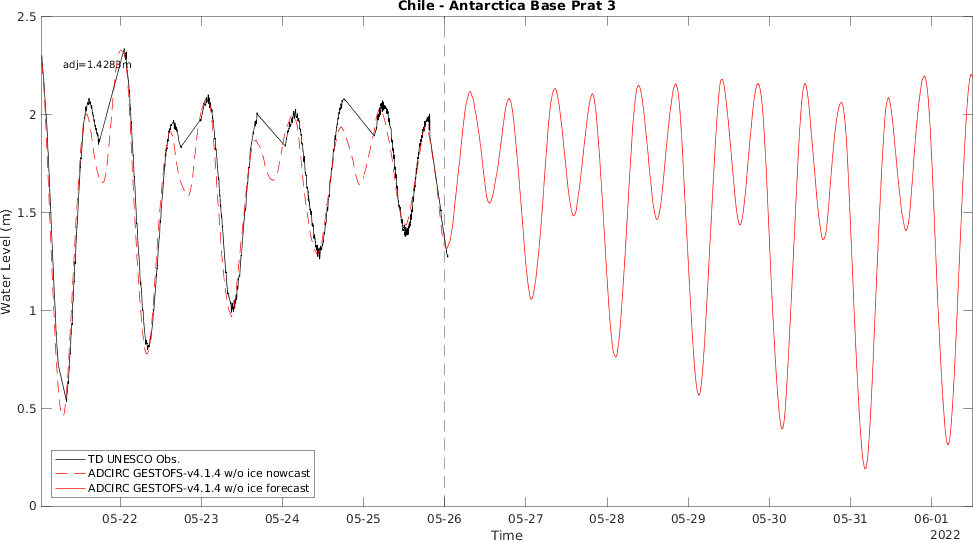 Chile - Antarctica Base Prat 3
adj=1.4283m
Water Level (m)
2.5
2
1.5
1
0.5
0
TD UNESCO Obs.
ADCIRC GESTOFS-v4.1.4 w/o ice nowcast
ADCIRC GESTOFS-v4.1.4 w/o ice forecast
05-22 05-23 05-24 05-25 05-26 05-27 05-28 05-29 05-30 05-31 06-01
2022
Time